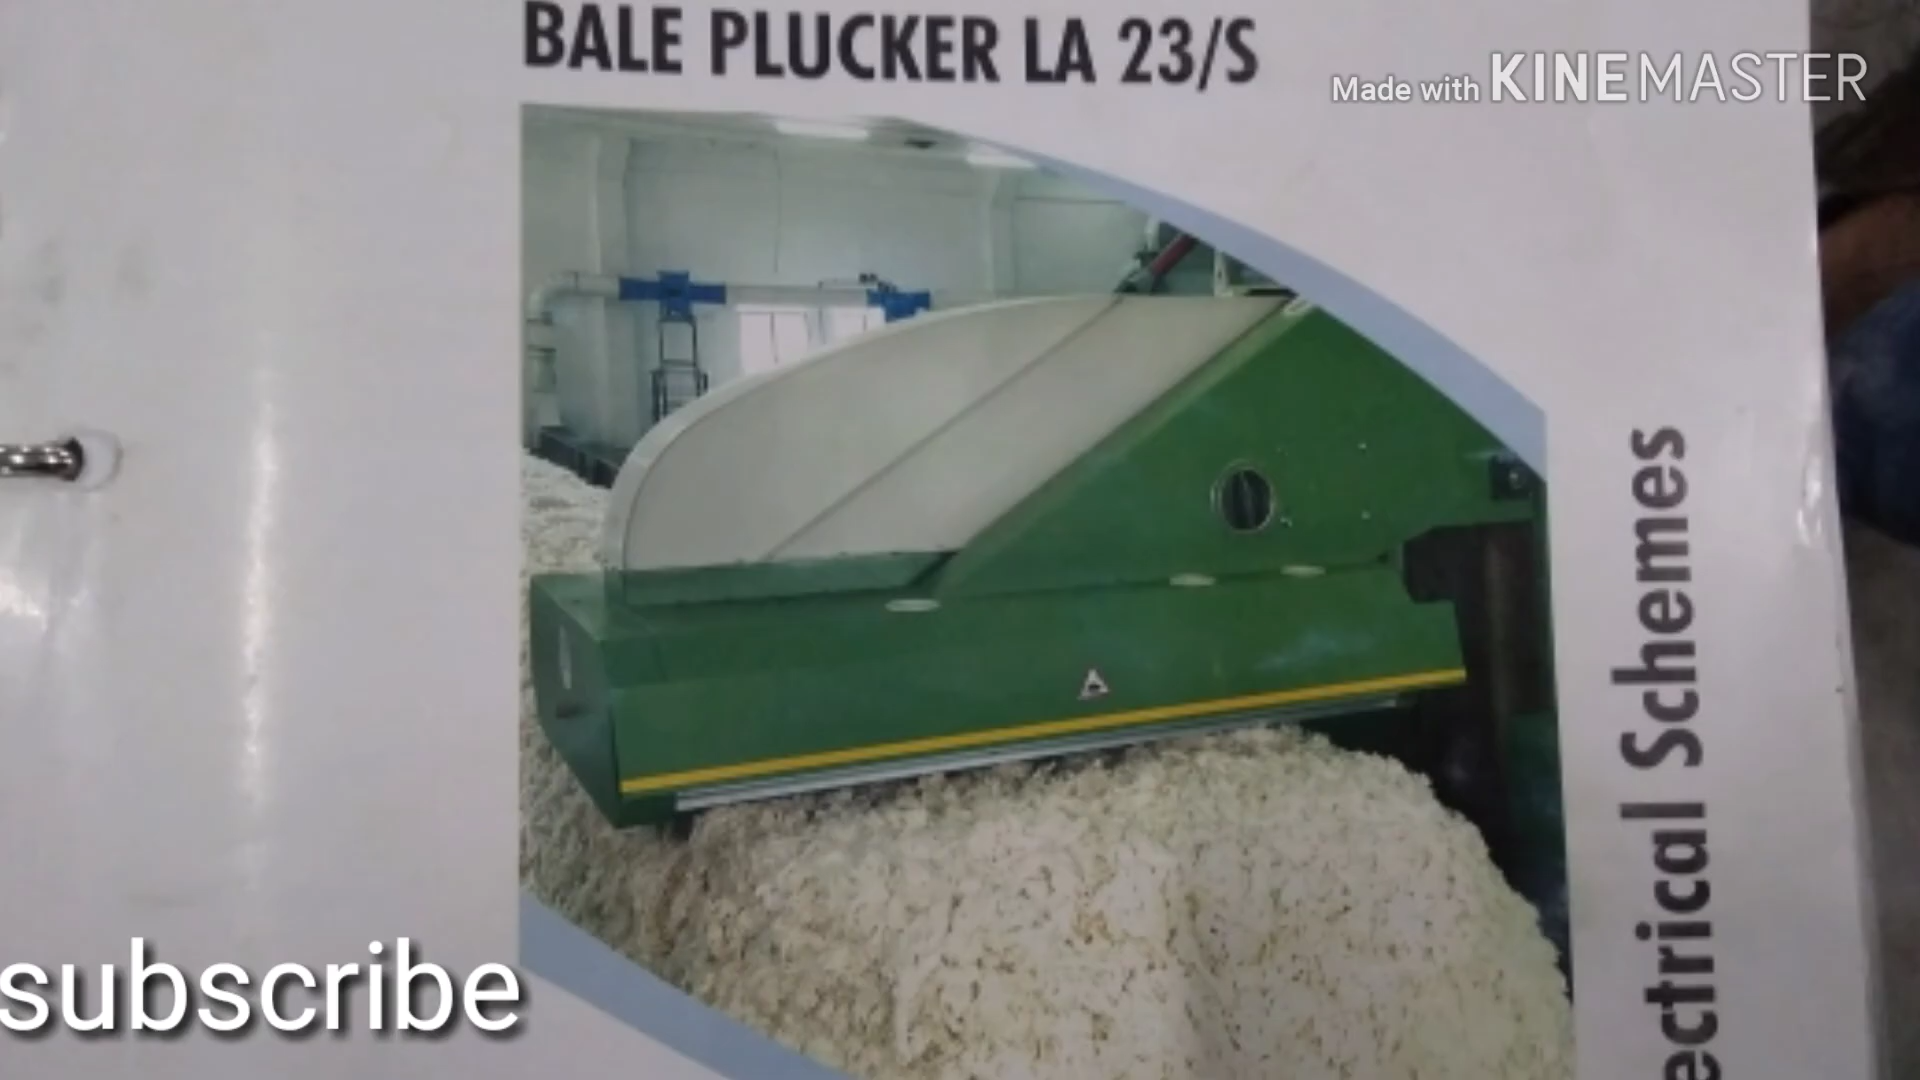 BALE PLUCKER LA 23/S
Made with KINEMASTER
ectrical Schemes
subscribe